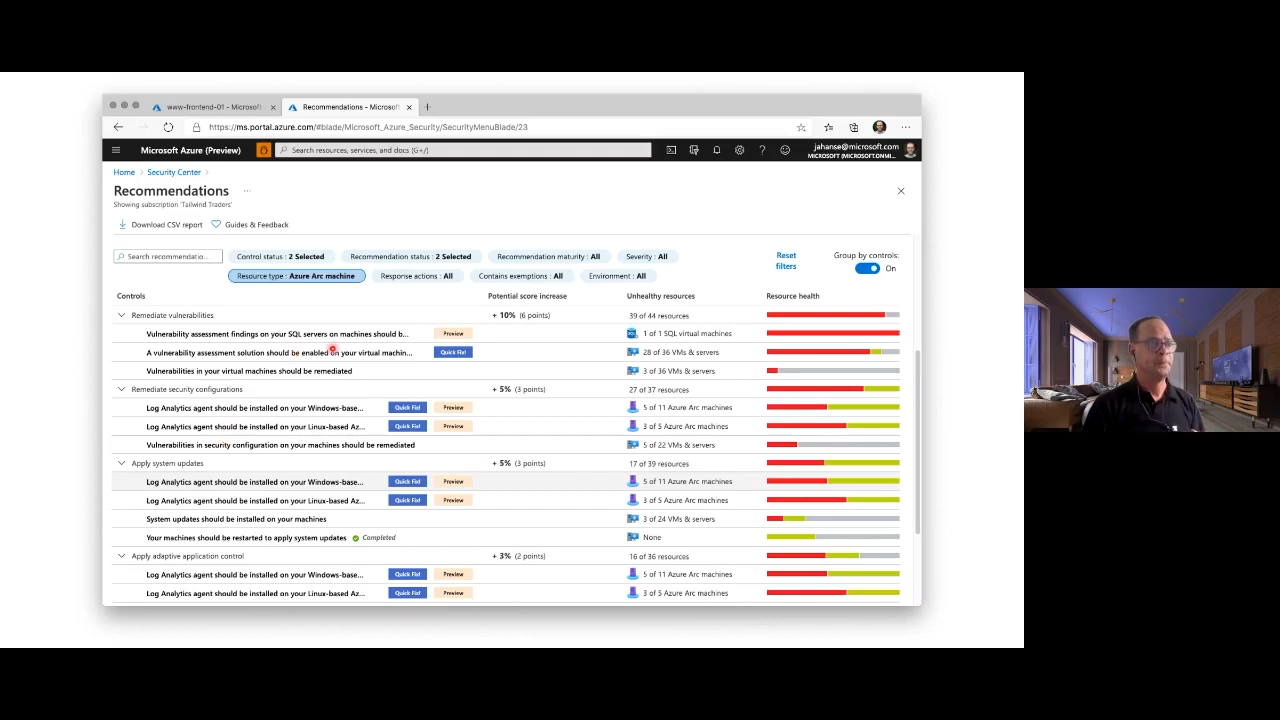 www-frontend-01 - Microsoft
Recommendations - Microsoft
https://ms.portal.azure.com/#blade/Microsoft_Azure_Security/SecurityMenuBlade/23
Microsoft Azure (Preview)
Search resources, services, and docs (G+/)
jahanse@microsoft.com
MICROSOFT (MICROSOFT.ONMI...
Home > Security Center >
Recommendations ...
Showing subscription 'Tailwind Traders'
Download CSV report Guides & Feedback
Search recommendatio... Control status : 2 Selected Recommendation status : 2 Selected Recommendation maturity : All Severity : All
Reset filters
Group by controls:
On
Resource type : Azure Arc machine Response actions : All Contains exemptions : All Environment : All
Controls Potential score increase Unhealthy resources Resource health
Remediate vulnerabilities + 10% (6 points) 39 of 44 resources
Vulnerability assessment findings on your SQL servers on machines should b... Preview 1 of 1 SQL virtual machines
A vulnerability assessment solution should be enabled on your virtual machin... Quick Fix! 28 of 36 VMs & servers
Vulnerabilities in your virtual machines should be remediated 3 of 36 VMs & servers
Remediate security configurations + 5% (3 points) 27 of 37 resources
Log Analytics agent should be installed on your Windows-base... Quick Fix! Preview 5 of 11 Azure Arc machines
Log Analytics agent should be installed on your Linux-based Az... Quick Fix! Preview 3 of 5 Azure Arc machines
Vulnerabilities in security configuration on your machines should be remediated 5 of 22 VMs & servers
Apply system updates + 5% (3 points) 17 of 39 resources
Log Analytics agent should be installed on your Windows-base... Quick Fix! Preview 5 of 11 Azure Arc machines
Log Analytics agent should be installed on your Linux-based Az... Quick Fix! Preview 3 of 5 Azure Arc machines
System updates should be installed on your machines 3 of 24 VMs & servers
Your machines should be restarted to apply system updates Completed None
Apply adaptive application control + 3% (2 points) 16 of 36 resources
Log Analytics agent should be installed on your Windows-base... Quick Fix! Preview 5 of 11 Azure Arc machines
Log Analytics agent should be installed on your Linux-based Az... Quick Fix! Preview 3 of 5 Azure Arc machines